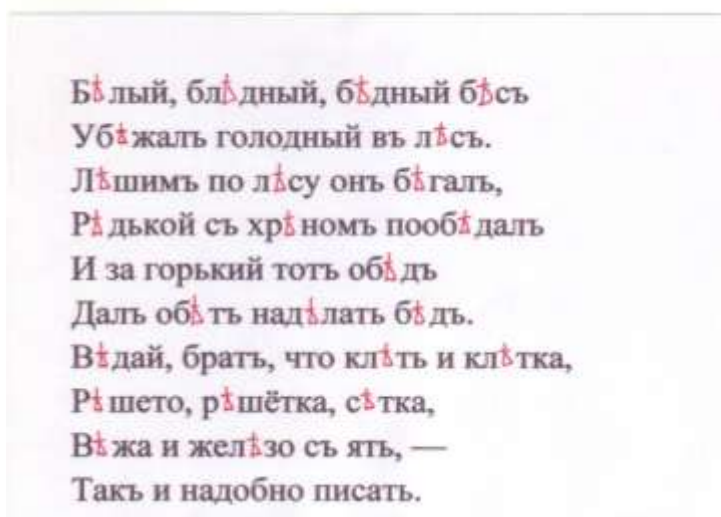 Бѣлый, блѣдный, бѣдный бѣсъ
Убѣжалъ голодный въ лѣсъ.
Лѣшимъ по лѣсу онъ бѣгалъ,
Рѣдькой съ хрѣномъ пообѣдалъ
И за горький тотъ обѣдъ
Далъ обѣтъ надѣлать бѣдъ.
Вѣдай, братъ, что клѣть и клѣтка,
Рѣшето, рѣшётка, сѣтка,
Вѣжа и желѣзо съ ять, —
Такъ и надобно писать.